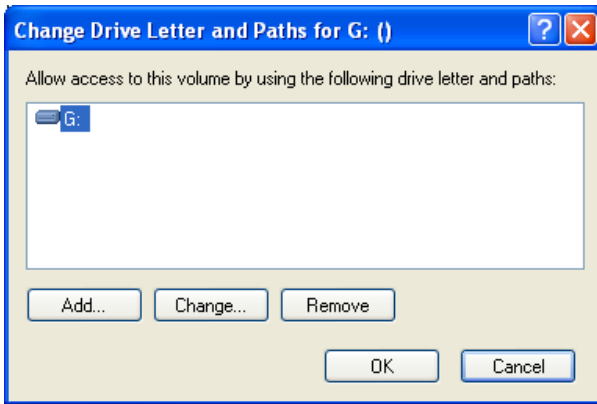 Change Drive Letter and Paths for G: ()
Allow access to this volume by using the following drive letter and paths:
G:
Add... Change... Remove
OK Cancel